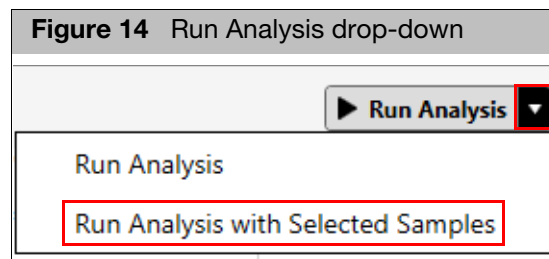 Figure 14 Run Analysis drop-down
Run Analysis
Run Analysis
Run Analysis with Selected Samples